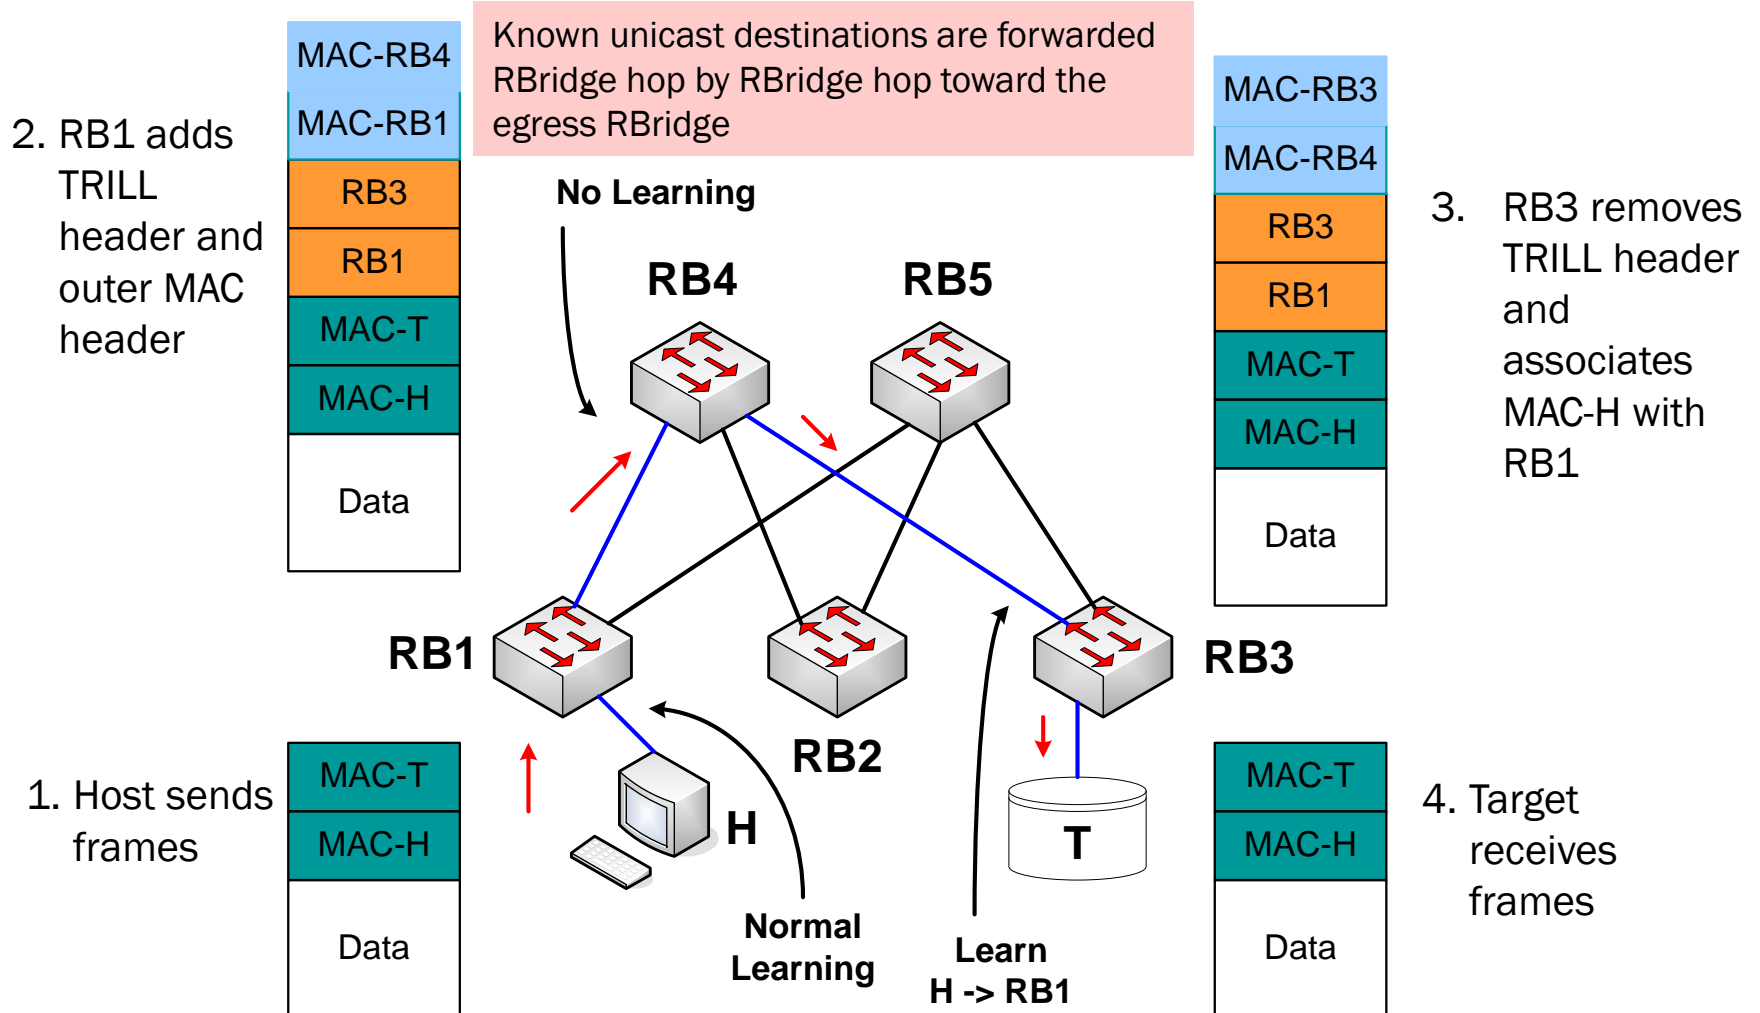 Known unicast destinations are forwarded
RBridge hop by RBridge hop toward the
egress RBridge
2. RB1 adds
TRILL
header and
outer MAC
header
MAC-RB4
MAC-RB1
RB3
RB1
MAC-T
MAC-H
Data
No Learning
RB4
RB5
MAC-RB3
MAC-RB4
RB3
RB1
MAC-T
MAC-H
Data
3. RB3 removes
TRILL header
and
associates
MAC-H with
RB1
RB1
RB2
RB3
1. Host sends
frames
MAC-T
MAC-H
Data
H
Normal
Learning
T
Learn
H -> RB1
MAC-T
MAC-H
Data
4. Target
receives
frames